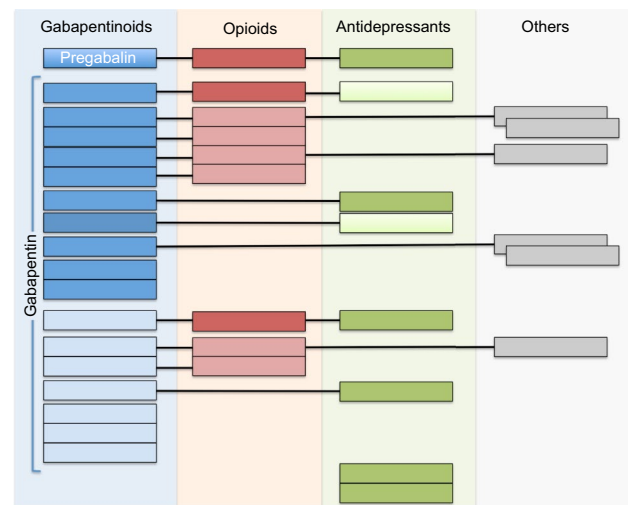 Gabapentinoids
Opioids
Antidepressants
Others
Pregabalin
Gabapentin